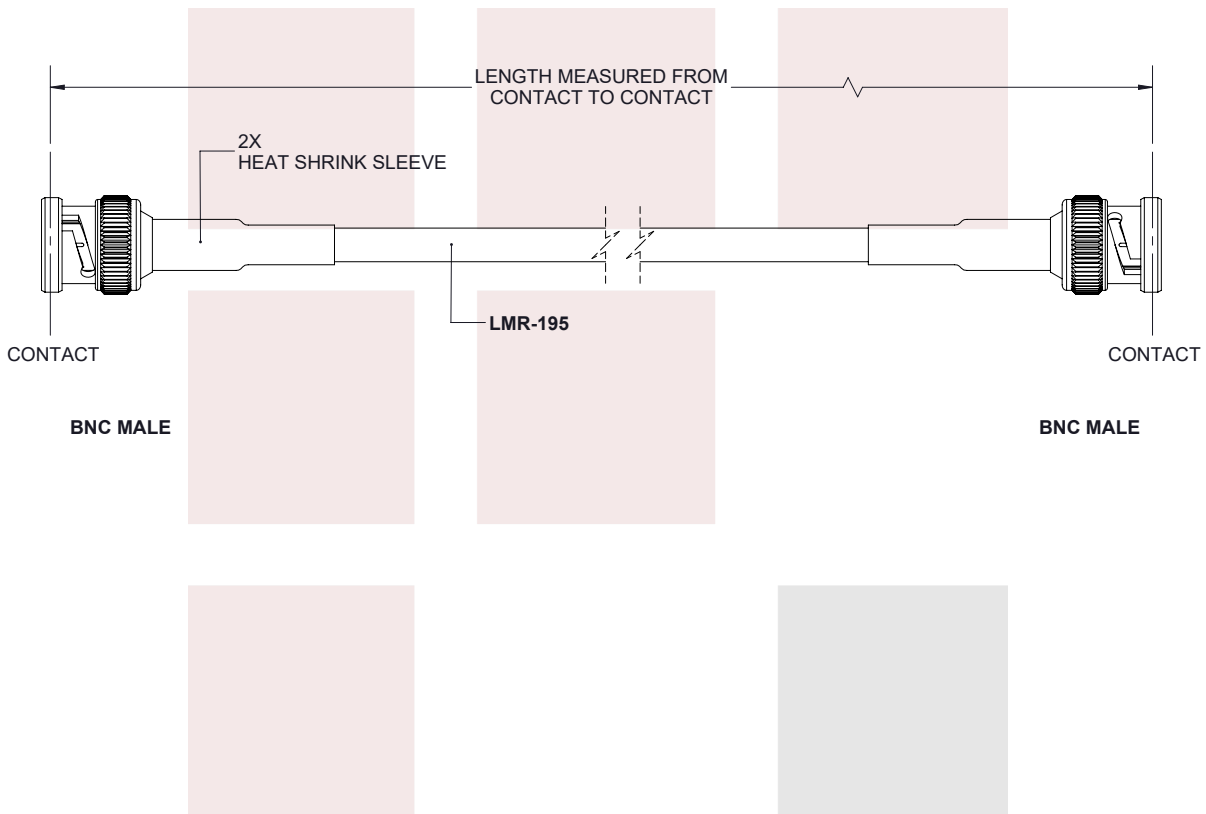 LENGTH MEASURED FROM
CONTACT TO CONTACT
2X
HEAT SHRINK SLEEVE
LMR-195
CONTACT
CONTACT
BNC MALE
BNC MALE